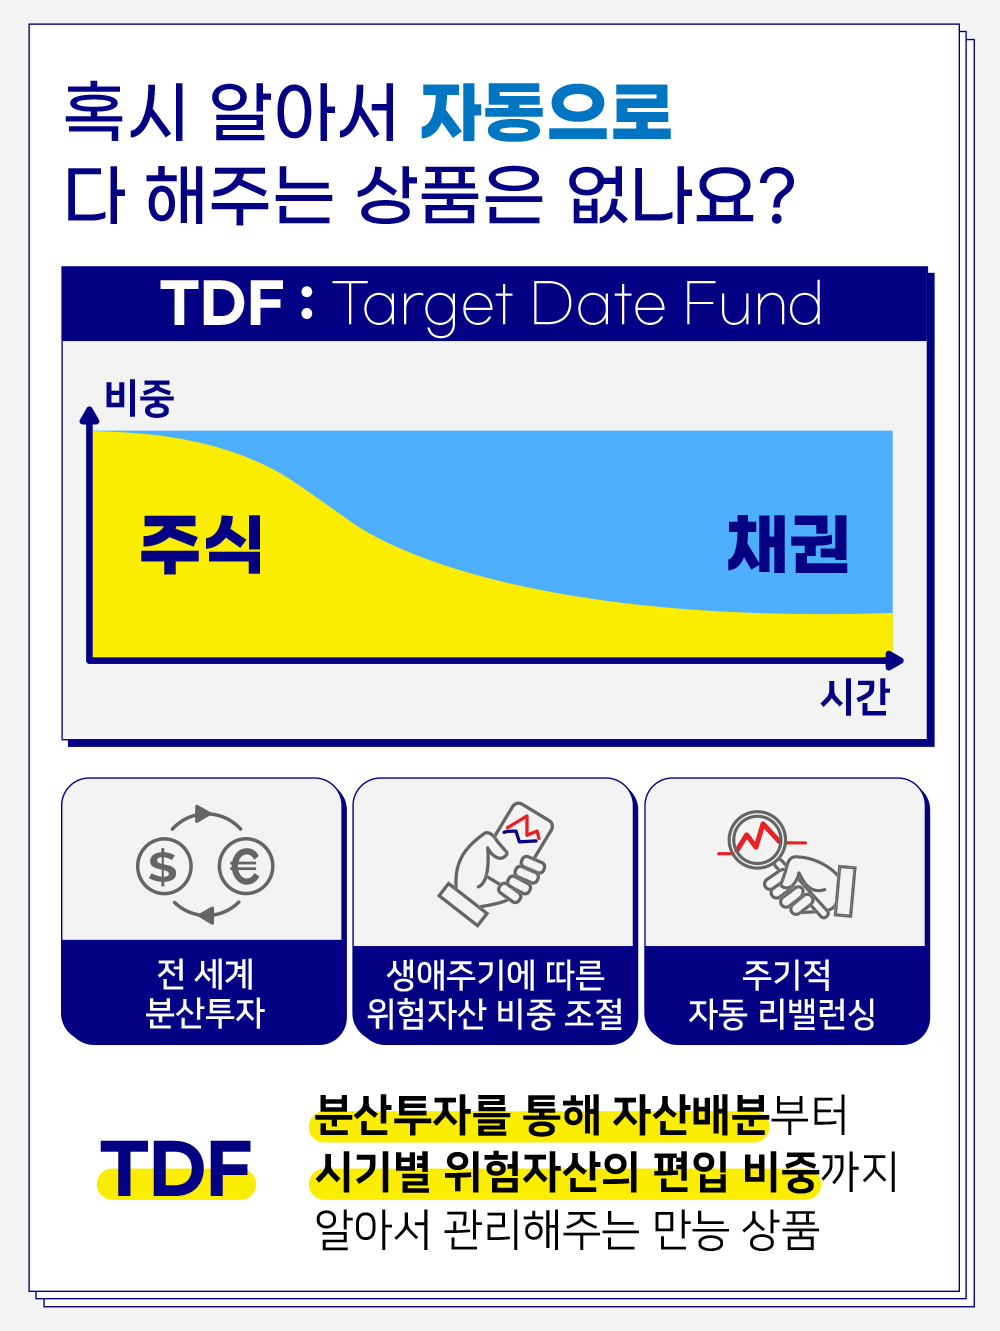 혹시 알아서 자동으로
다 해주는 상품은 없나요?
TDF : Target Date Fund
비중
주식
채권
시간
$ €
전 세계
분산투자
생애주기에 따른
위험자산 비중 조절
주기적
자동 리밸런싱
TDF
분산투자를 통해 자산배분부터
시기별 위험자산의 편입 비중까지
알아서 관리해주는 만능 상품